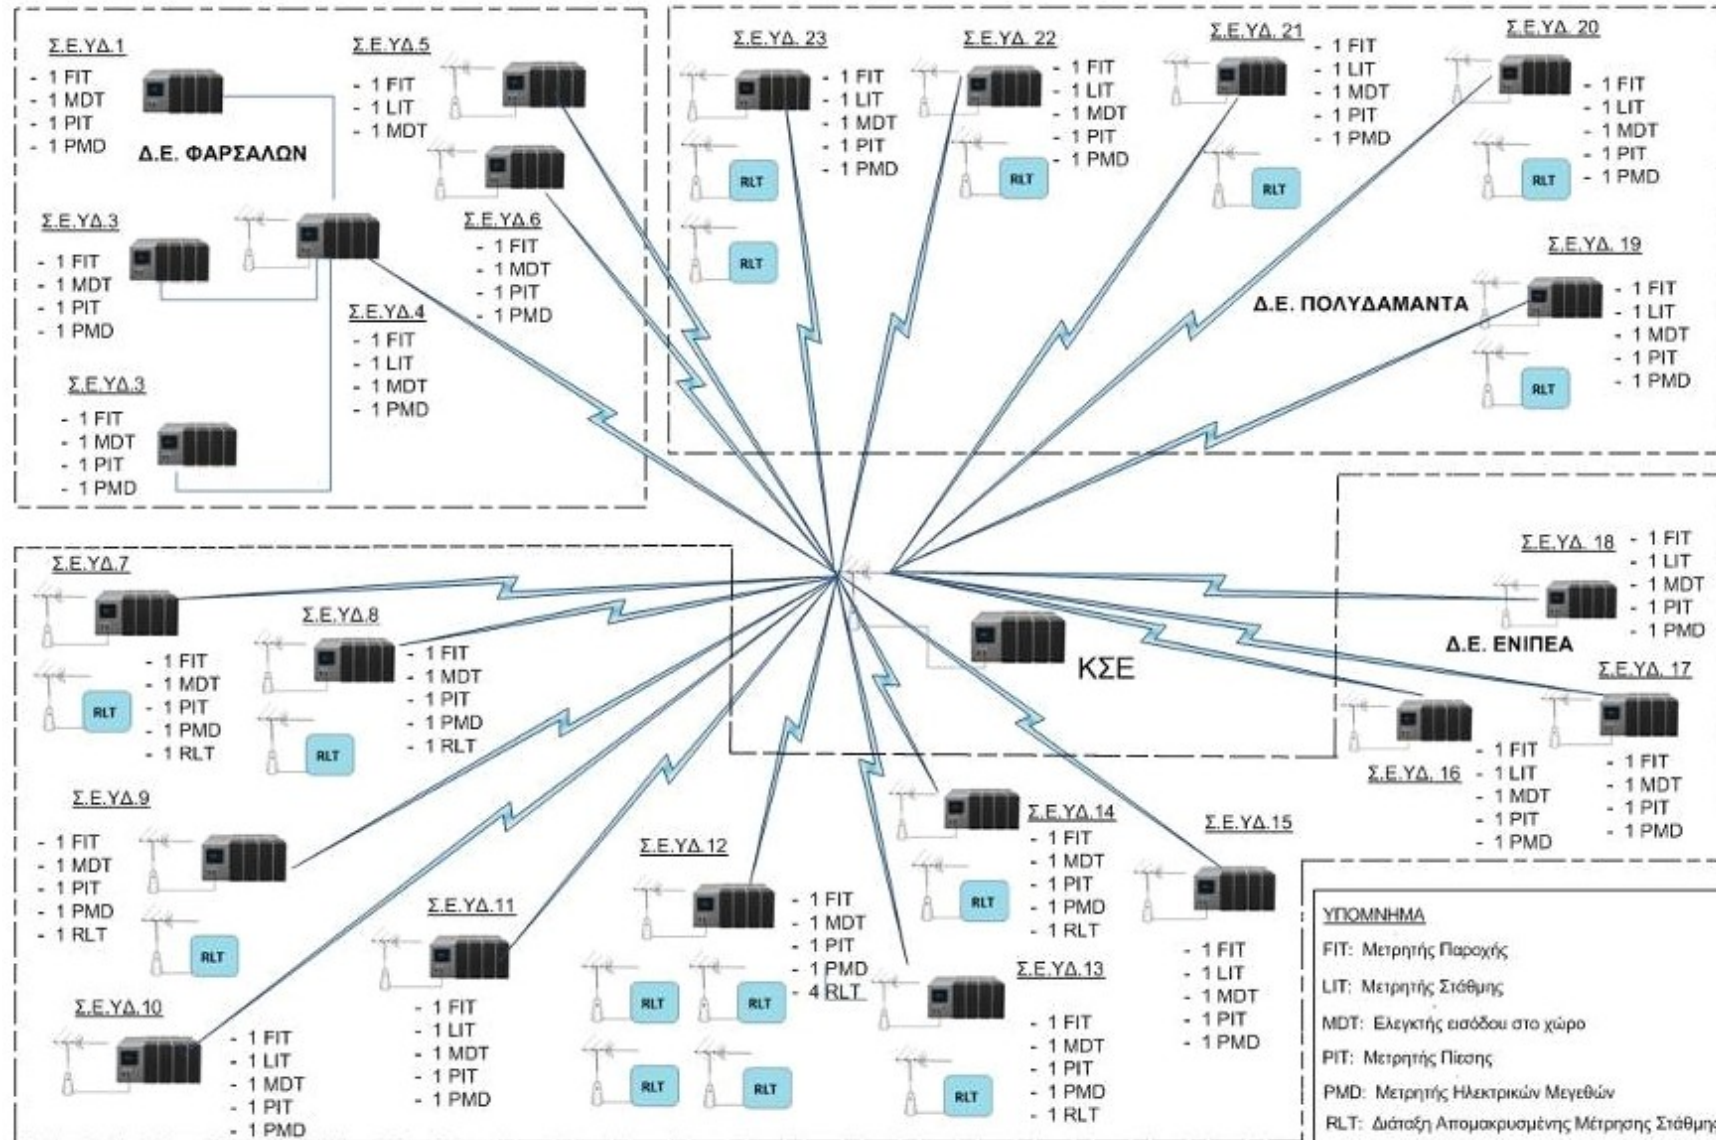 Σ.Ε.ΥΔ.1
- 1 FIT
- 1 MDT
- 1 PIT
- 1 PMD
Δ.Ε. ΦΑΡΣΑΛΩΝ
Σ.Ε.ΥΔ.5
- 1 FIT
- 1 LIT
- 1 MDT
Σ.Ε.ΥΔ.3
- 1 FIT
- 1 MDT
- 1 PIT
- 1 PMD
Σ.Ε.ΥΔ.6
- 1 FIT
- 1 MDT
- 1 PIT
- 1 PMD
Σ.Ε.ΥΔ.4
- 1 FIT
- 1 LIT
- 1 MDT
- 1 PMD
Σ.Ε.ΥΔ.3
- 1 FIT
- 1 MDT
- 1 PIT
- 1 PMD
Σ.Ε.ΥΔ. 23
- 1 FIT
- 1 LIT
- 1 MDT
- 1 PIT
- 1 PMD
RLT
RLT
Σ.Ε.ΥΔ. 22
- 1 FIT
- 1 LIT
- 1 MDT
- 1 PIT
- 1 PMD
RLT
Σ.Ε.ΥΔ. 21
- 1 FIT
- 1 LIT
- 1 MDT
- 1 PIT
- 1 PMD
RLT
Σ.Ε.ΥΔ. 20
- 1 FIT
- 1 LIT
- 1 MDT
- 1 PIT
- 1 PMD
RLT
Δ.Ε. ΠΟΛΥΔΑΜΑΝΤΑ
Σ.Ε.ΥΔ. 19
- 1 FIT
- 1 LIT
- 1 MDT
- 1 PIT
- 1 PMD
RLT
Σ.Ε.ΥΔ. 18
- 1 FIT
- 1 LIT
- 1 MDT
- 1 PIT
- 1 PMD
Δ.Ε. ΕΝΙΠΕΑ
Σ.Ε.ΥΔ. 17
- 1 FIT
- 1 MDT
- 1 PIT
- 1 PMD
Σ.Ε.ΥΔ. 16
- 1 FIT
- 1 LIT
- 1 MDT
- 1 PIT
- 1 PMD
ΚΣΕ
Σ.Ε.ΥΔ.7
- 1 FIT
- 1 MDT
- 1 PIT
- 1 PMD
- 1 RLT
RLT
Σ.Ε.ΥΔ.8
- 1 FIT
- 1 MDT
- 1 PIT
- 1 PMD
- 1 RLT
RLT
Σ.Ε.ΥΔ.9
- 1 FIT
- 1 MDT
- 1 PIT
- 1 PMD
- 1 RLT
RLT
Σ.Ε.ΥΔ.10
- 1 FIT
- 1 LIT
- 1 MDT
- 1 PIT
- 1 PMD
Σ.Ε.ΥΔ.11
- 1 FIT
- 1 LIT
- 1 MDT
- 1 PIT
- 1 PMD
Σ.Ε.ΥΔ.12
- 1 FIT
- 1 MDT
- 1 PIT
- 1 PMD
- 4 RLT
RLT
RLT
RLT
RLT
Σ.Ε.ΥΔ.14
- 1 FIT
- 1 MDT
- 1 PIT
- 1 PMD
- 1 RLT
RLT
Σ.Ε.ΥΔ.13
- 1 FIT
- 1 MDT
- 1 PIT
- 1 PMD
- 1 RLT
RLT
Σ.Ε.ΥΔ.15
- 1 FIT
- 1 LIT
- 1 MDT
- 1 PIT
- 1 PMD
ΥΠΟΜΝΗΜΑ
FIT: Μετρητής Παροχής
LIT: Μετρητής Στάθμης
MDT: Ελεγκτής εισόδου στο χώρο
PIT: Μετρητής Πίεσης
PMD: Μετρητής Ηλεκτρικών Μεγεθών
RLT: Διάταξη Απομακρυσμένης Μέτρησης Στάθμης